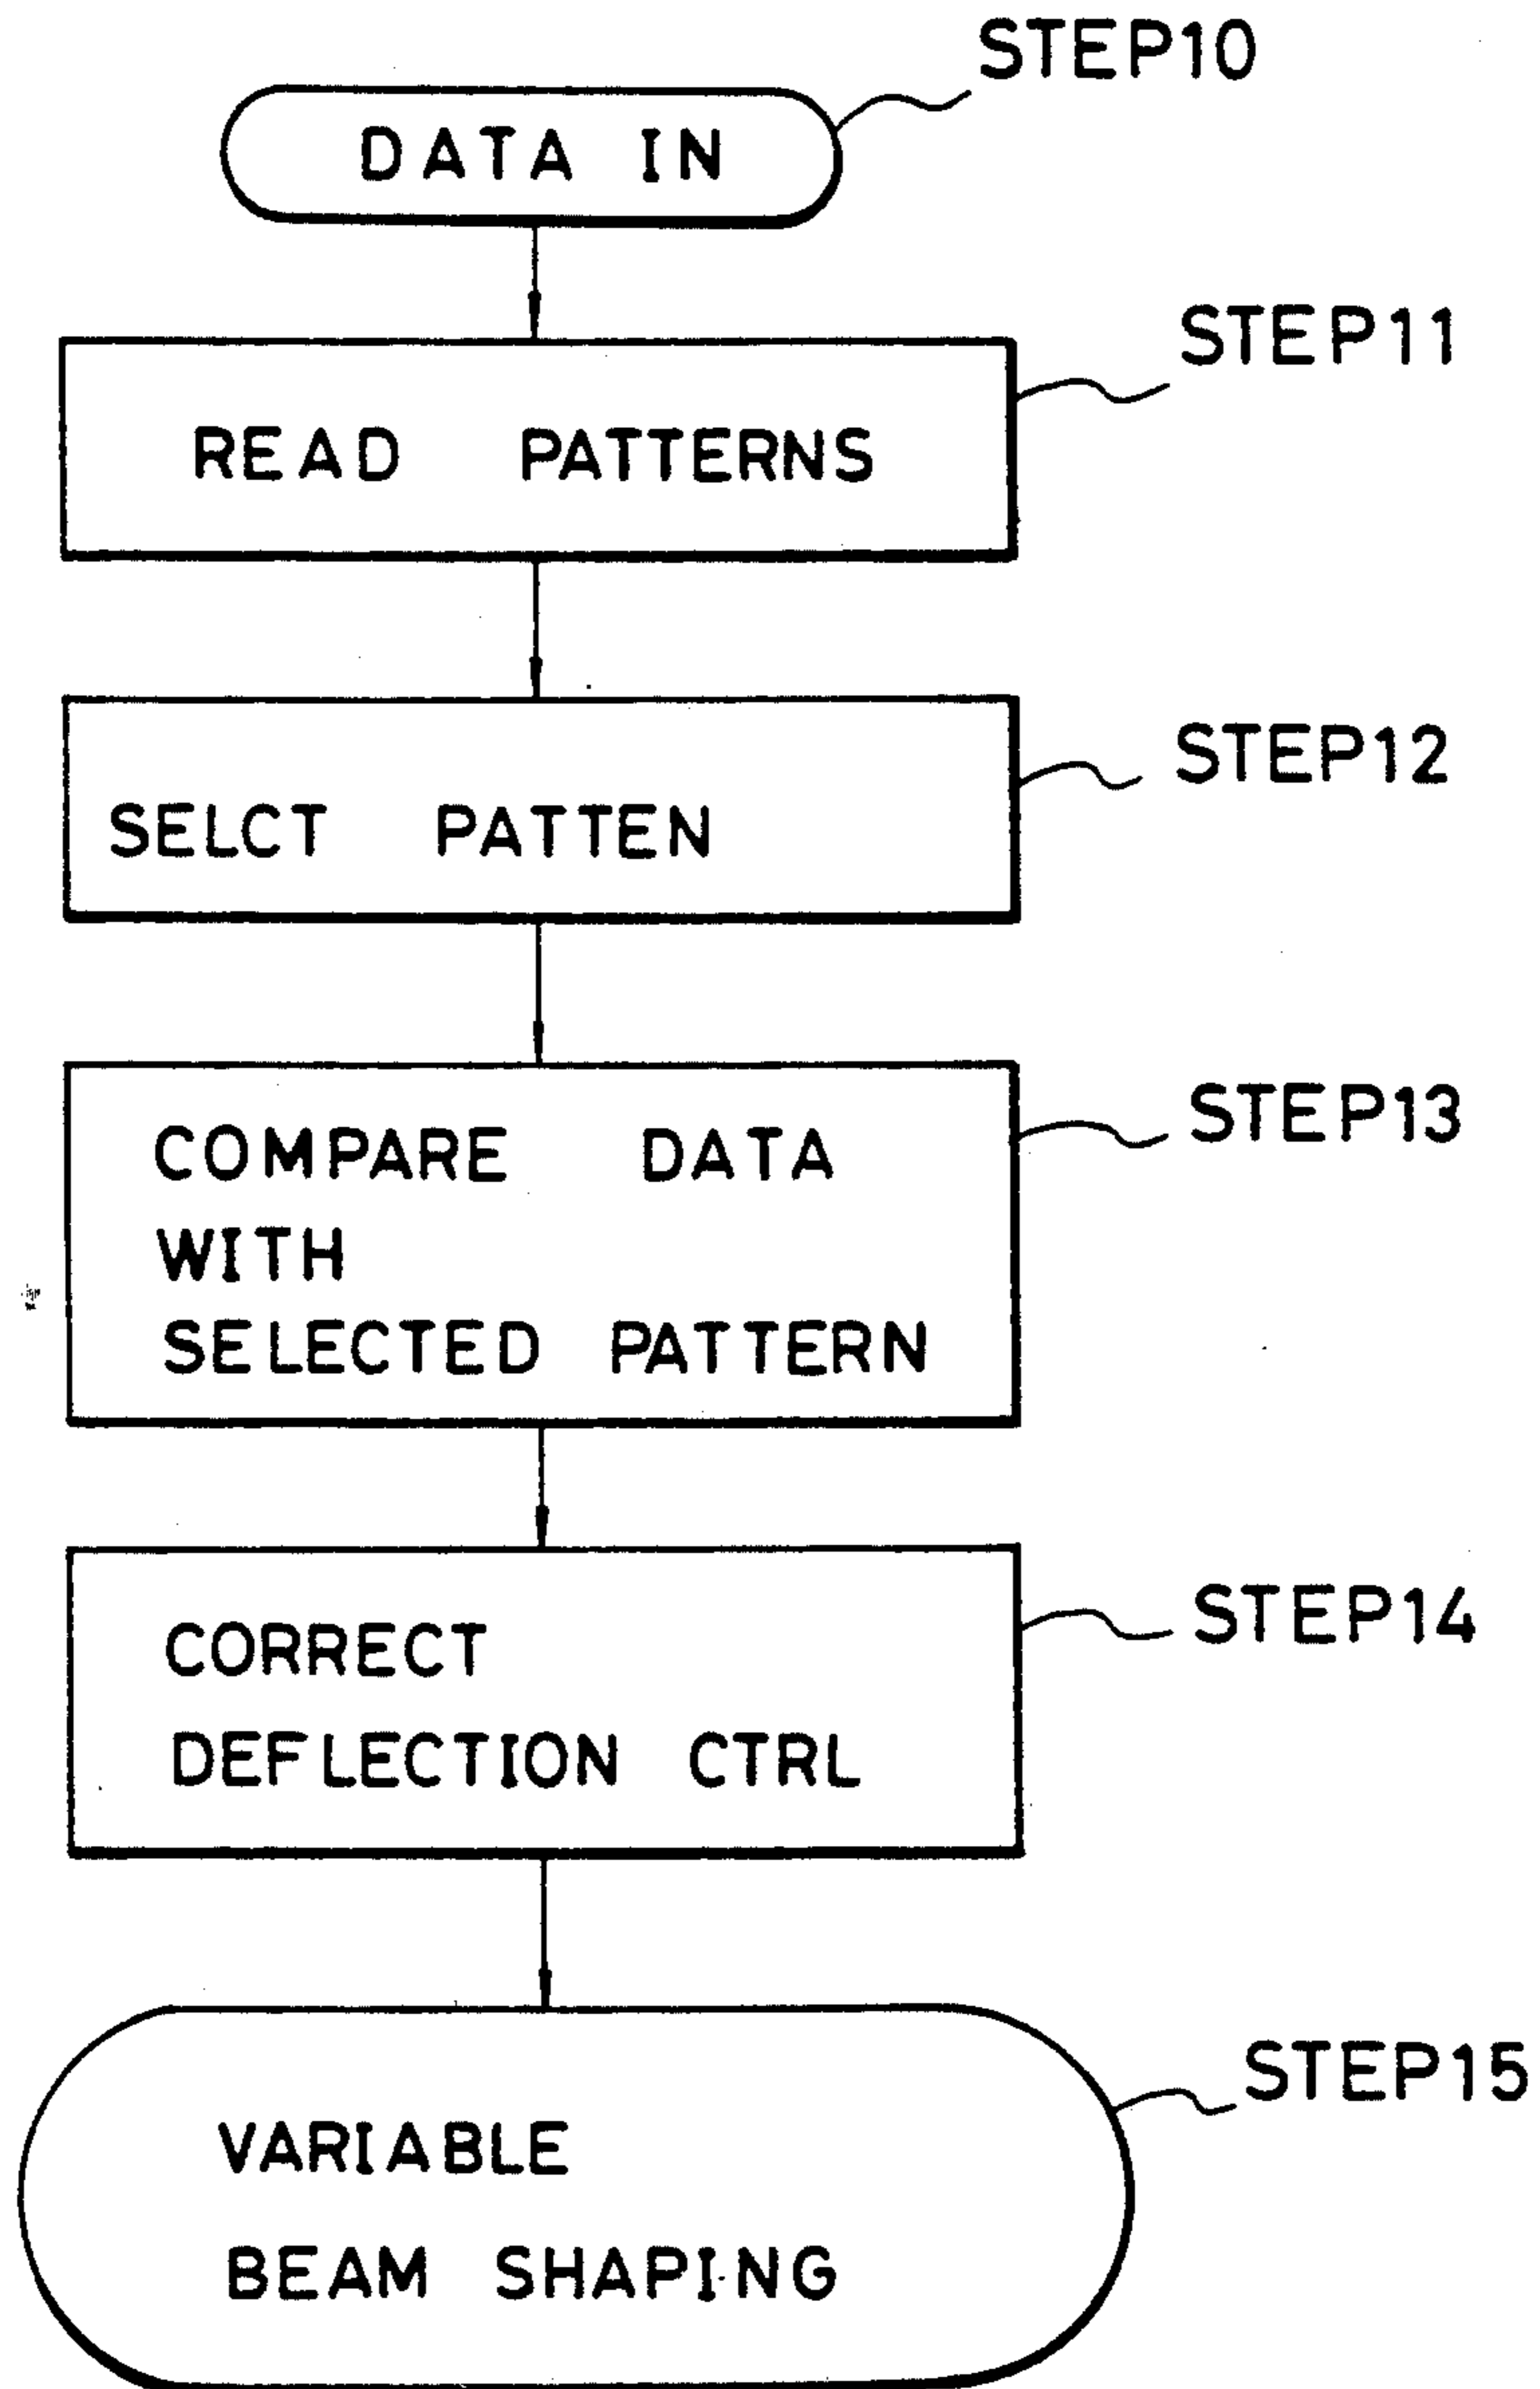 STEP10
DATA IN
STEP11
READ PATTERNS
STEP12
SELCT PATTEN
STEP13
COMPARE DATA
WITH
SELECTED PATTERN
STEP14
CORRECT
DEFLECTION CTRL
STEP15
VARIABLE
BEAM SHAPING